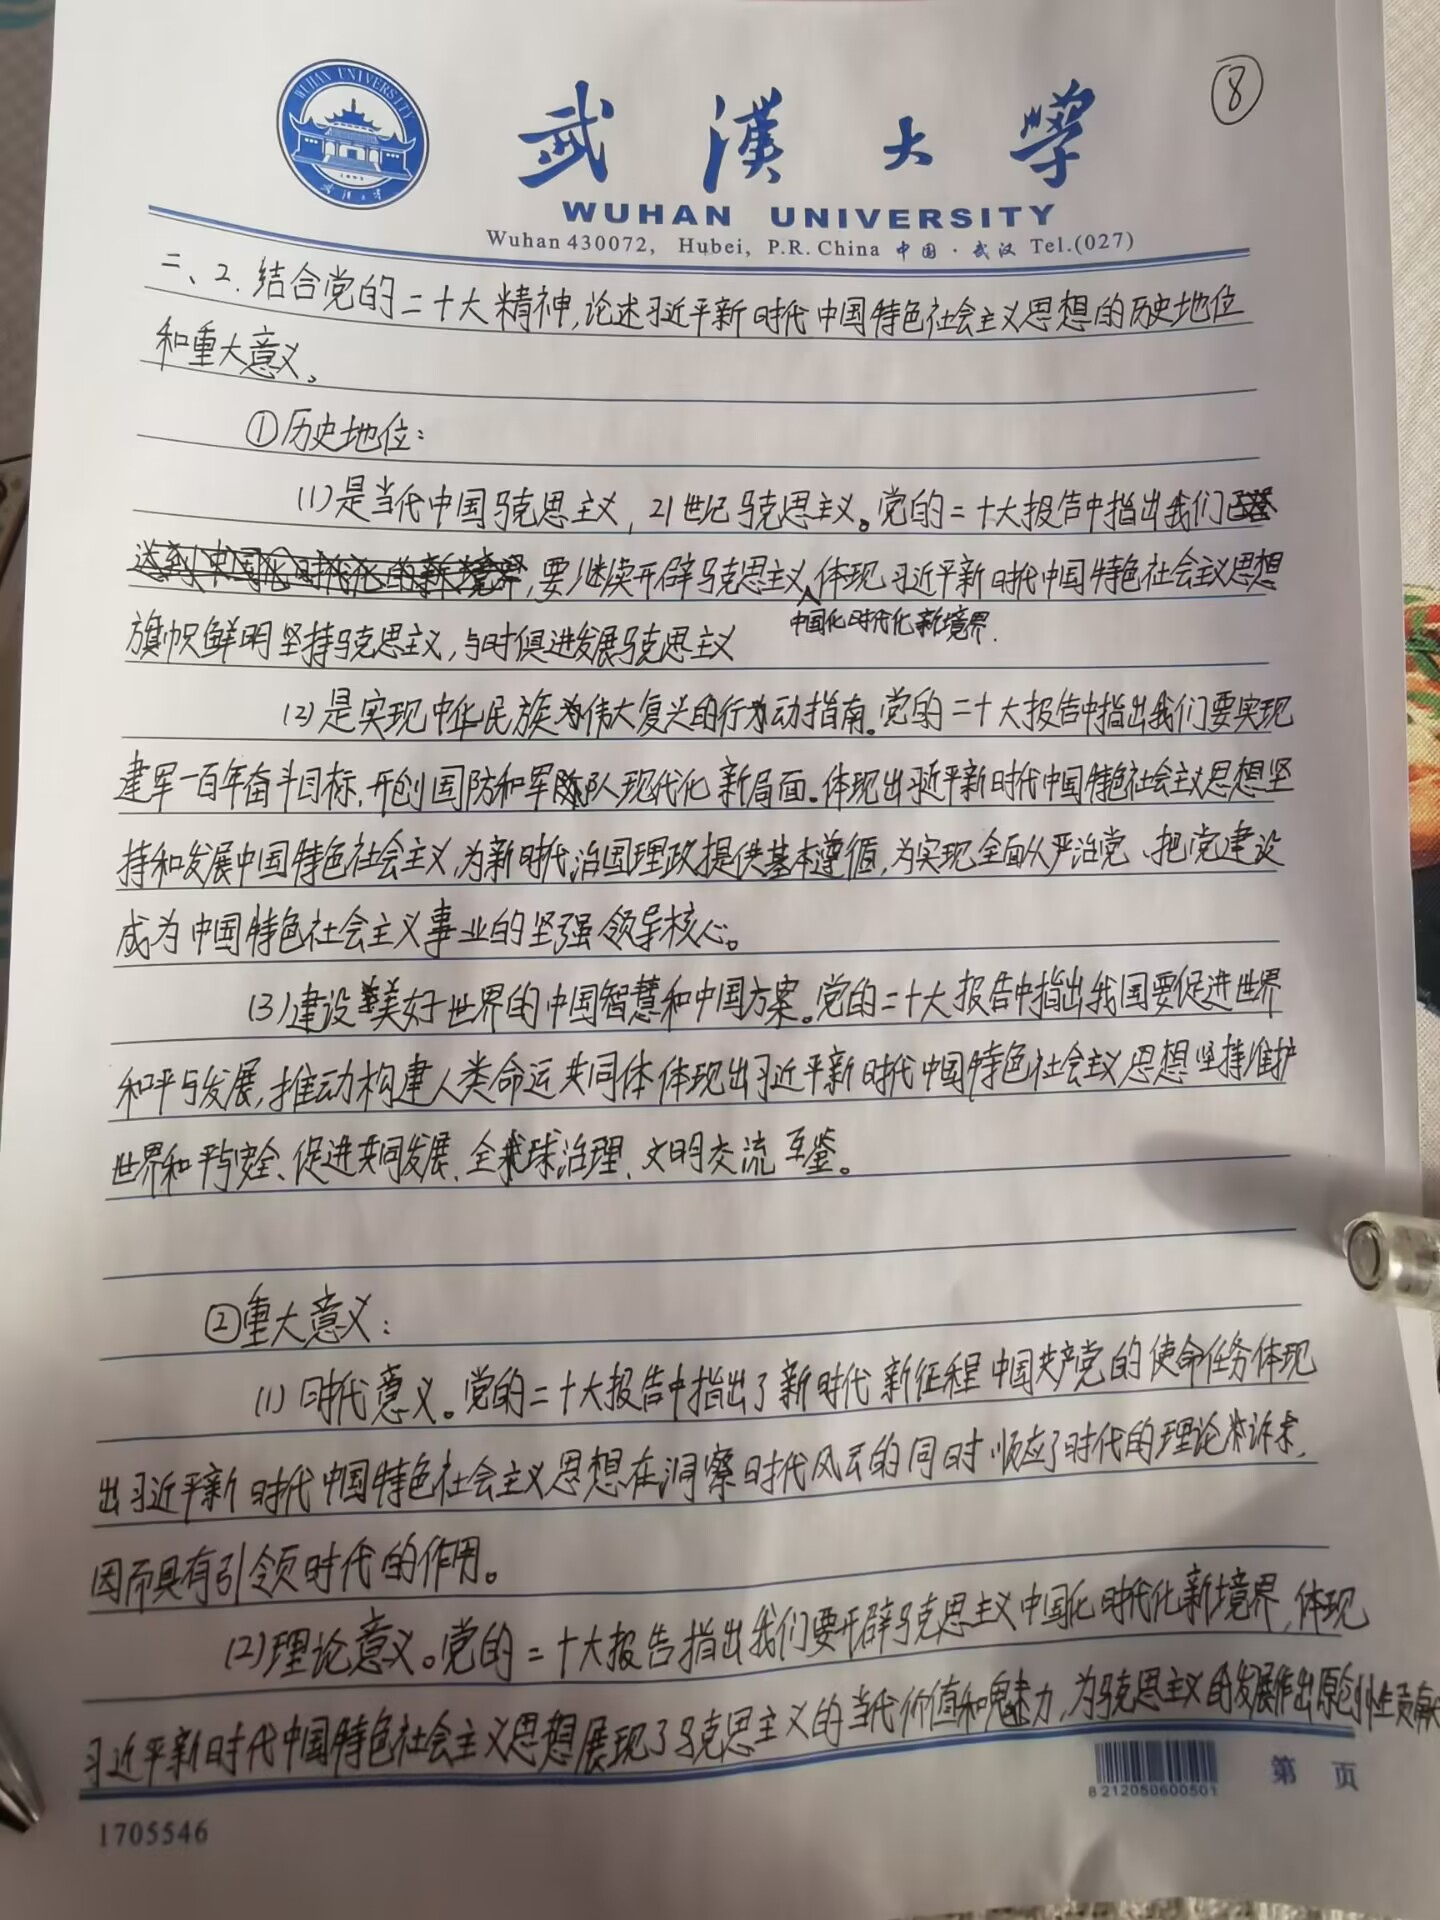 ⑧
武漢大學
WUHAN UNIVERSITY
Wuhan 430072, Hubei, P.R. China 中国·武汉 Tel.(027)
二、2. 结合党的二十大精神,论述习近平新时代中国特色社会主义思想的历史地位
和重大意义。
①历史地位:
(1)是当代中国马克思主义,21世纪马克思主义。党的二十大报告中指出我们
要继续开辟马克思主义中国化时代化新境界.体现习近平新时代中国特色社会主义思想
旗帜鲜明坚持马克思主义,与时俱进发展马克思主义
(2)是实现中华民族伟大复兴的行动指南。党的二十大报告中指出我们要实现
建军一百年奋斗目标,开创国防和军队现代化新局面。体现出习近平新时代中国特色社会主义思想坚
持和发展中国特色社会主义,为新时代治国理政提供基本遵循,为实现全面从严治党、把党建设
成为中国特色社会主义事业的坚强领导核心。
(3)建设美好世界的中国智慧和中国方案。党的二十大报告中指出我国要促进世界
和平与发展,推动构建人类命运共同体体现出习近平新时代中国特色社会主义思想坚持维护
世界和平与安全、促进共同发展、全球治理、文明交流互鉴。
②重大意义:
(1)时代意义。党的二十大报告中指出了新时代新征程中国共产党的使命任务体现
出习近平新时代中国特色社会主义思想在洞察时代风云的同时顺应了时代的理论诉求,
因而具有引领时代的作用。
(2)理论意义。党的二十大报告指出我们要开辟马克思主义中国化时代化新境界,体现
习近平新时代中国特色社会主义思想展现了马克思主义的当代价值和魅力,为马克思主义的发展作出原创性贡献
8212050600501
第 页
1705546